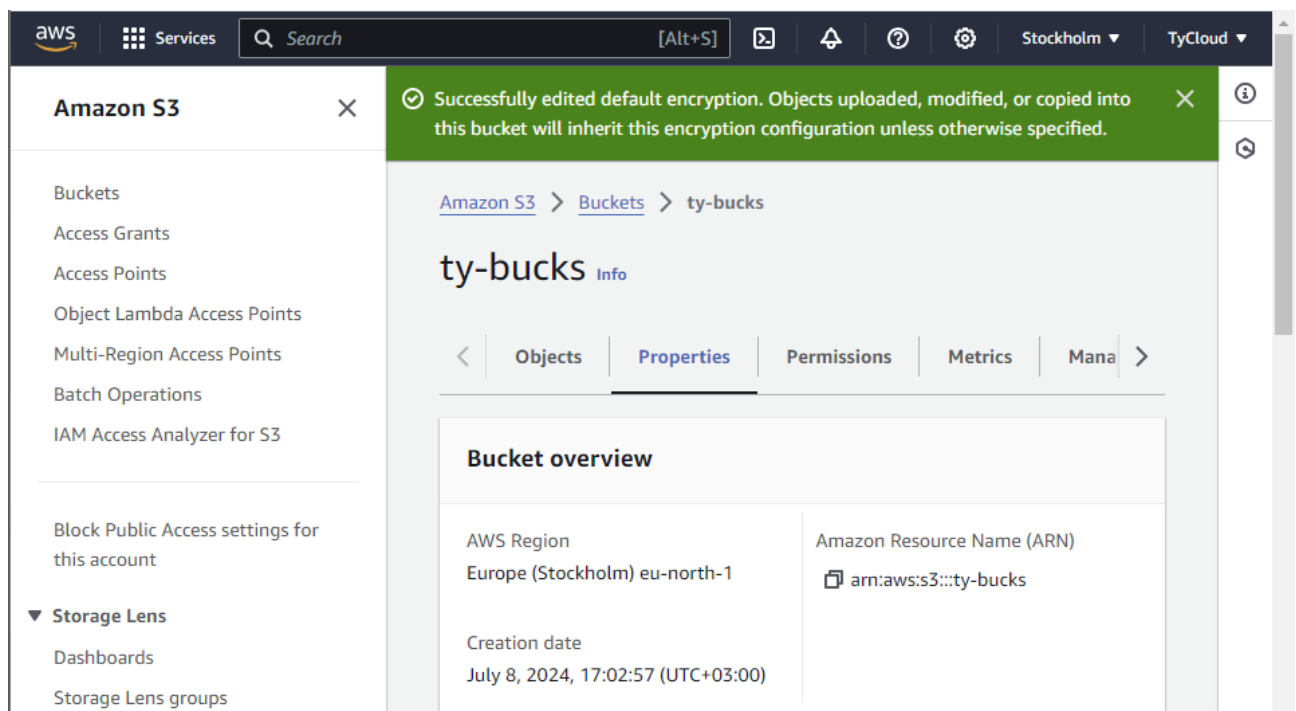 aws
Services
Search
[Alt+S]
Stockholm ▼
TyCloud ▼
Amazon S3
Buckets
Access Grants
Access Points
Object Lambda Access Points
Multi-Region Access Points
Batch Operations
IAM Access Analyzer for S3
Block Public Access settings for
this account
▼ Storage Lens
Dashboards
Storage Lens groups
Successfully edited default encryption. Objects uploaded, modified, or copied into
this bucket will inherit this encryption configuration unless otherwise specified.
Amazon S3 > Buckets > ty-bucks
ty-bucks Info
Objects
Properties
Permissions
Metrics
Mana
Bucket overview
AWS Region
Europe (Stockholm) eu-north-1
Creation date
July 8, 2024, 17:02:57 (UTC+03:00)
Amazon Resource Name (ARN)
arn:aws:s3:::ty-bucks